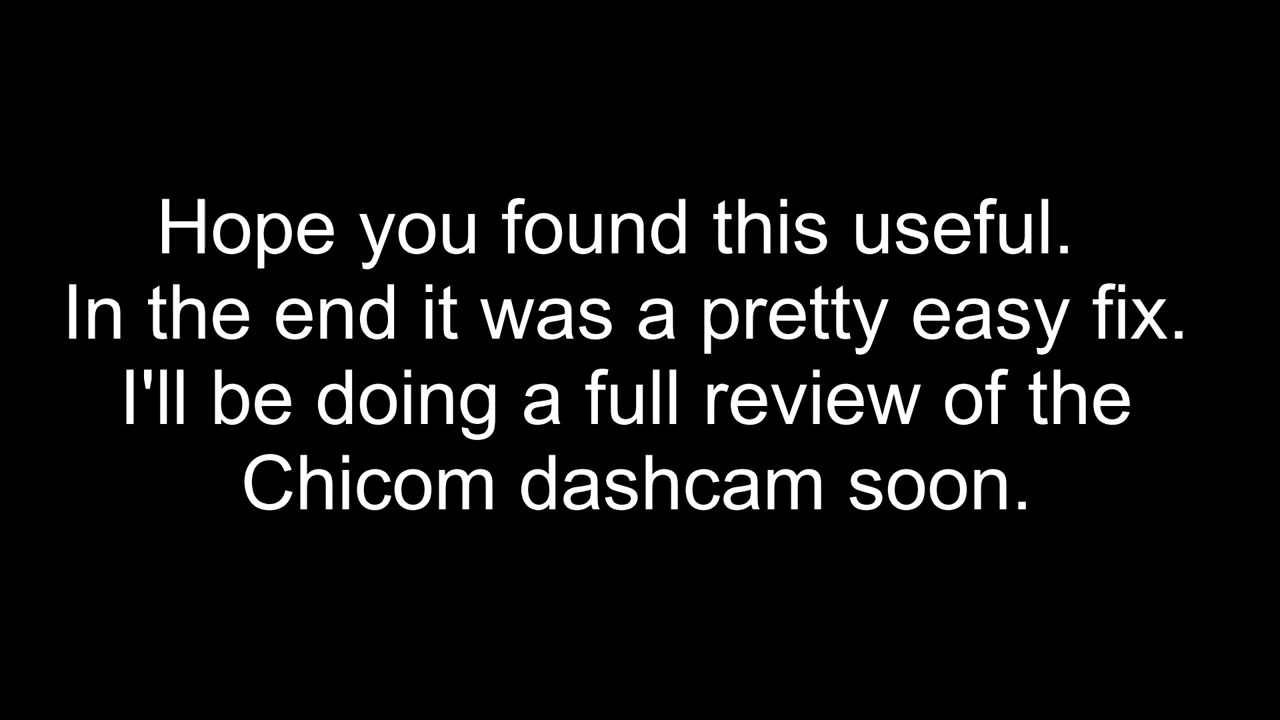 Hope you found this useful.
In the end it was a pretty easy fix.
I'll be doing a full review of the
Chicom dashcam soon.